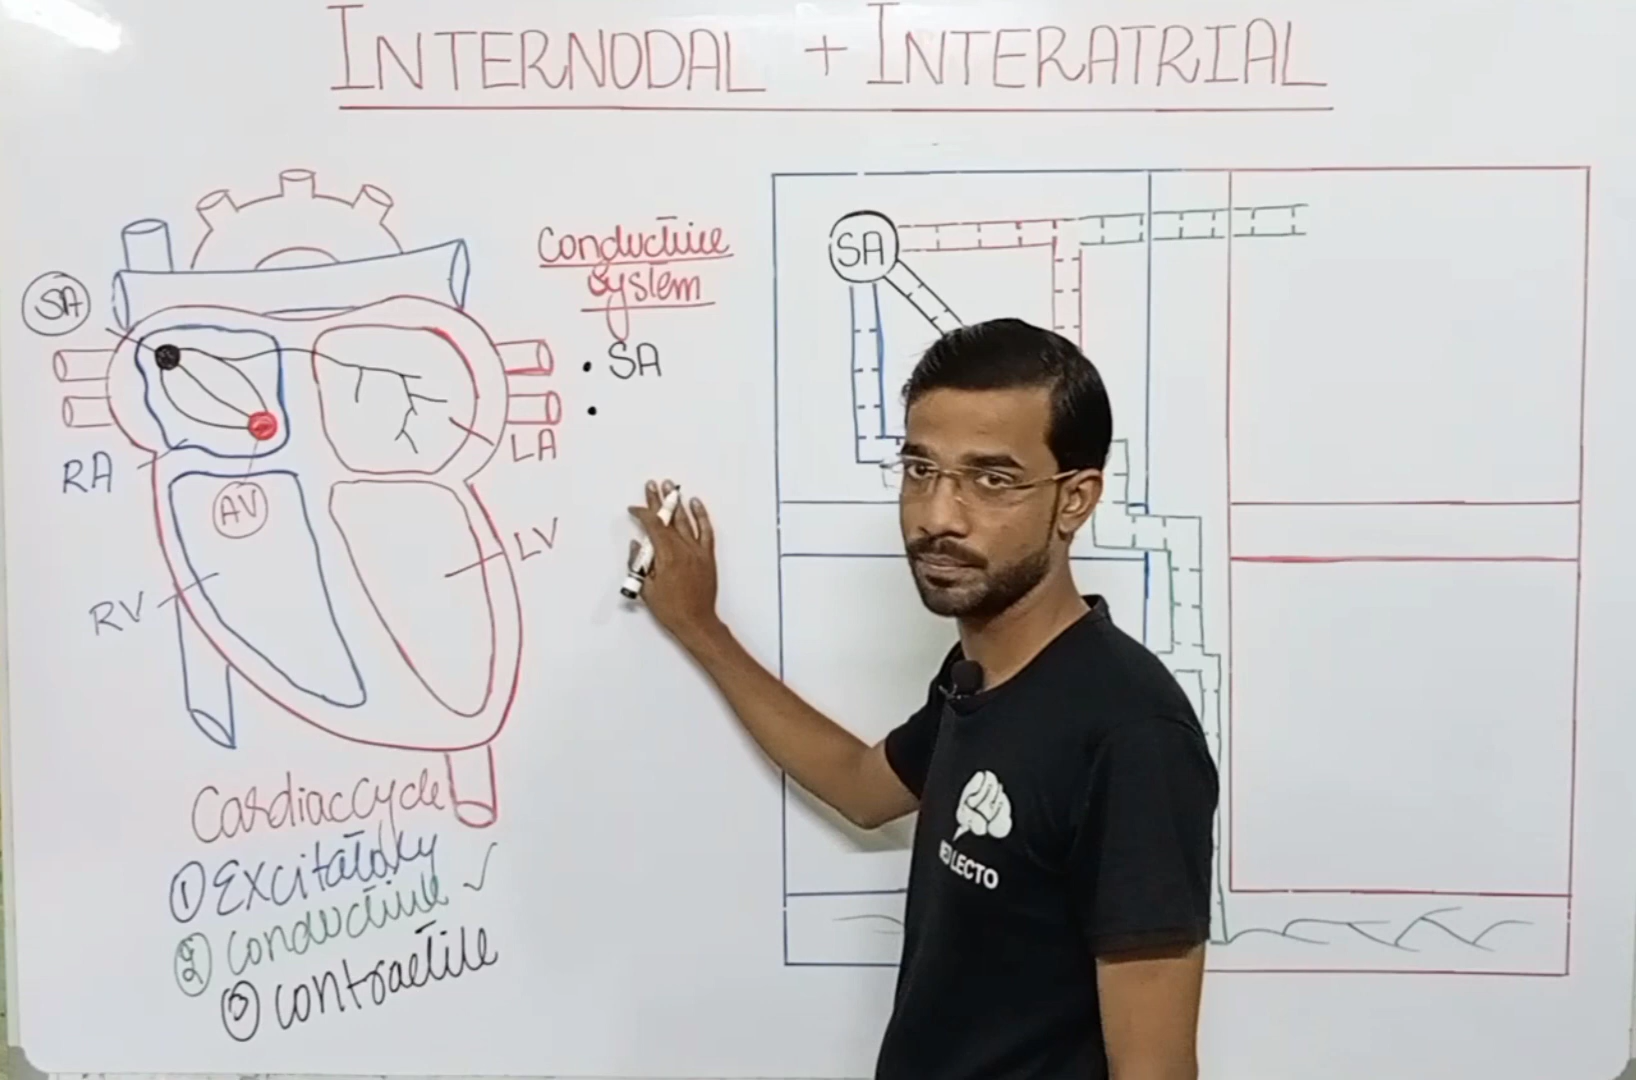 INTERNODAL + INTERATRIAL
SA
RA
AV
RV
LA
LV
Conductive
System
• SA
•
SA
Cardiac Cycle
① Excitatory
② Conductive ✓
③ Contractile
LECTO